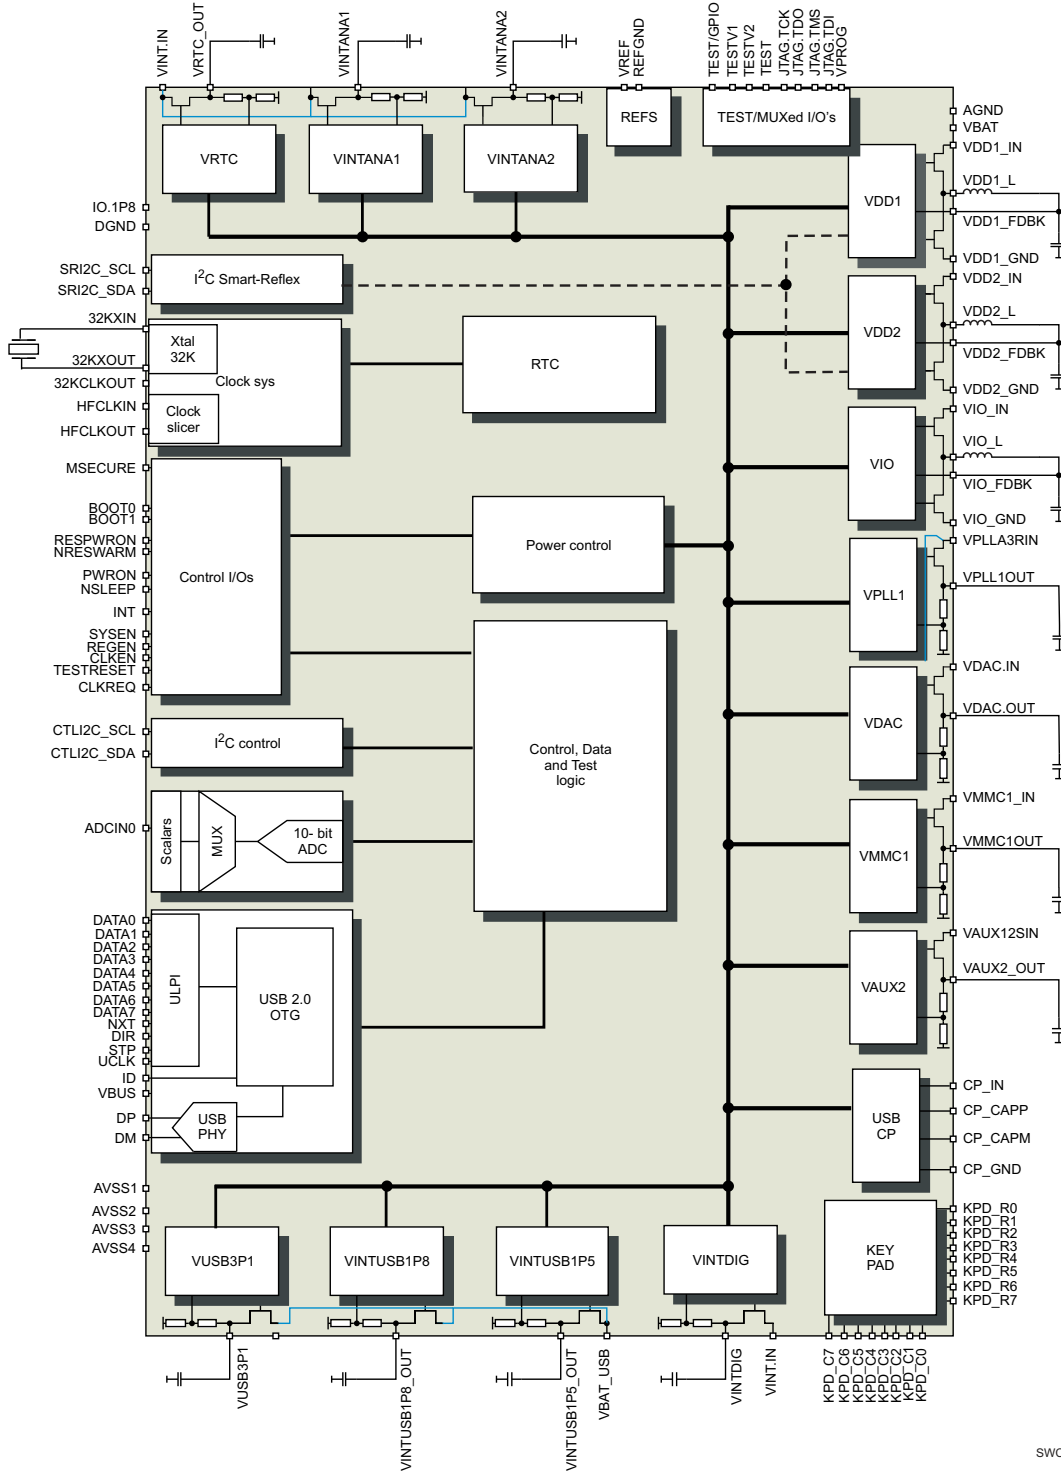 VINT.IN
VRTC_OUT
VINTANA1
VINTANA2
VREF
REFGND
TEST/GPIO
TESTV1
TESTV2
TEST
JTAG.TCK
JTAG.TDO
JTAG.TMS
JTAG.TDI
VPROG
VRTC
VINTANA1
VINTANA2
REFS
TEST/MUXed I/O's
AGND
VBAT
VDD1_IN
VDD1_L
VDD1
VDD1_FDBK
VDD1_GND
IO.1P8
DGND
SRI2C_SCL
SRI2C_SDA
I2C Smart-Reflex
VDD2_IN
VDD2_L
VDD2
VDD2_FDBK
VDD2_GND
32KXIN
32KXOUT
32KCLKOUT
HFCLKIN
HFCLKOUT
Xtal
32K
Clock sys
Clock
slicer
RTC
VIO_IN
VIO_L
VIO
VIO_FDBK
VIO_GND
MSECURE
BOOT0
BOOT1
RESPWRON
NRESWARM
PWRON
NSLEEP
INT
SYSEN
REGEN
CLKEN
TESTRESET
CLKREQ
Control I/Os
Power control
VPLLA3RIN
VPLL1
VPLL1OUT
VDAC.IN
VDAC
VDAC.OUT
CTLI2C_SCL
CTLI2C_SDA
I2C control
Control, Data
and Test
logic
ADCIN0
Scalars
MUX
10- bit
ADC
VMMC1_IN
VMMC1
VMMC1OUT
DATA0
DATA1
DATA2
DATA3
DATA4
DATA5
DATA6
DATA7
NXT
DIR
STP
UCLK
ID
VBUS
DP
DM
ULPI
USB 2.0
OTG
USB
PHY
VAUX12SIN
VAUX2
VAUX2_OUT
USB
CP
CP_IN
CP_CAPP
CP_CAPM
CP_GND
AVSS1
AVSS2
AVSS3
AVSS4
VUSB3P1
VINTUSB1P8
VINTUSB1P5
VINTDIG
KEY
PAD
KPD_R0
KPD_R1
KPD_R2
KPD_R3
KPD_R4
KPD_R5
KPD_R6
KPD_R7
VUSB3P1
VINTUSB1P8_OUT
VINTUSB1P5_OUT
VBAT_USB
VINTDIG
VINT.IN
KPD_C7
KPD_C6
KPD_C5
KPD_C4
KPD_C3
KPD_C2
KPD_C1
KPD_C0